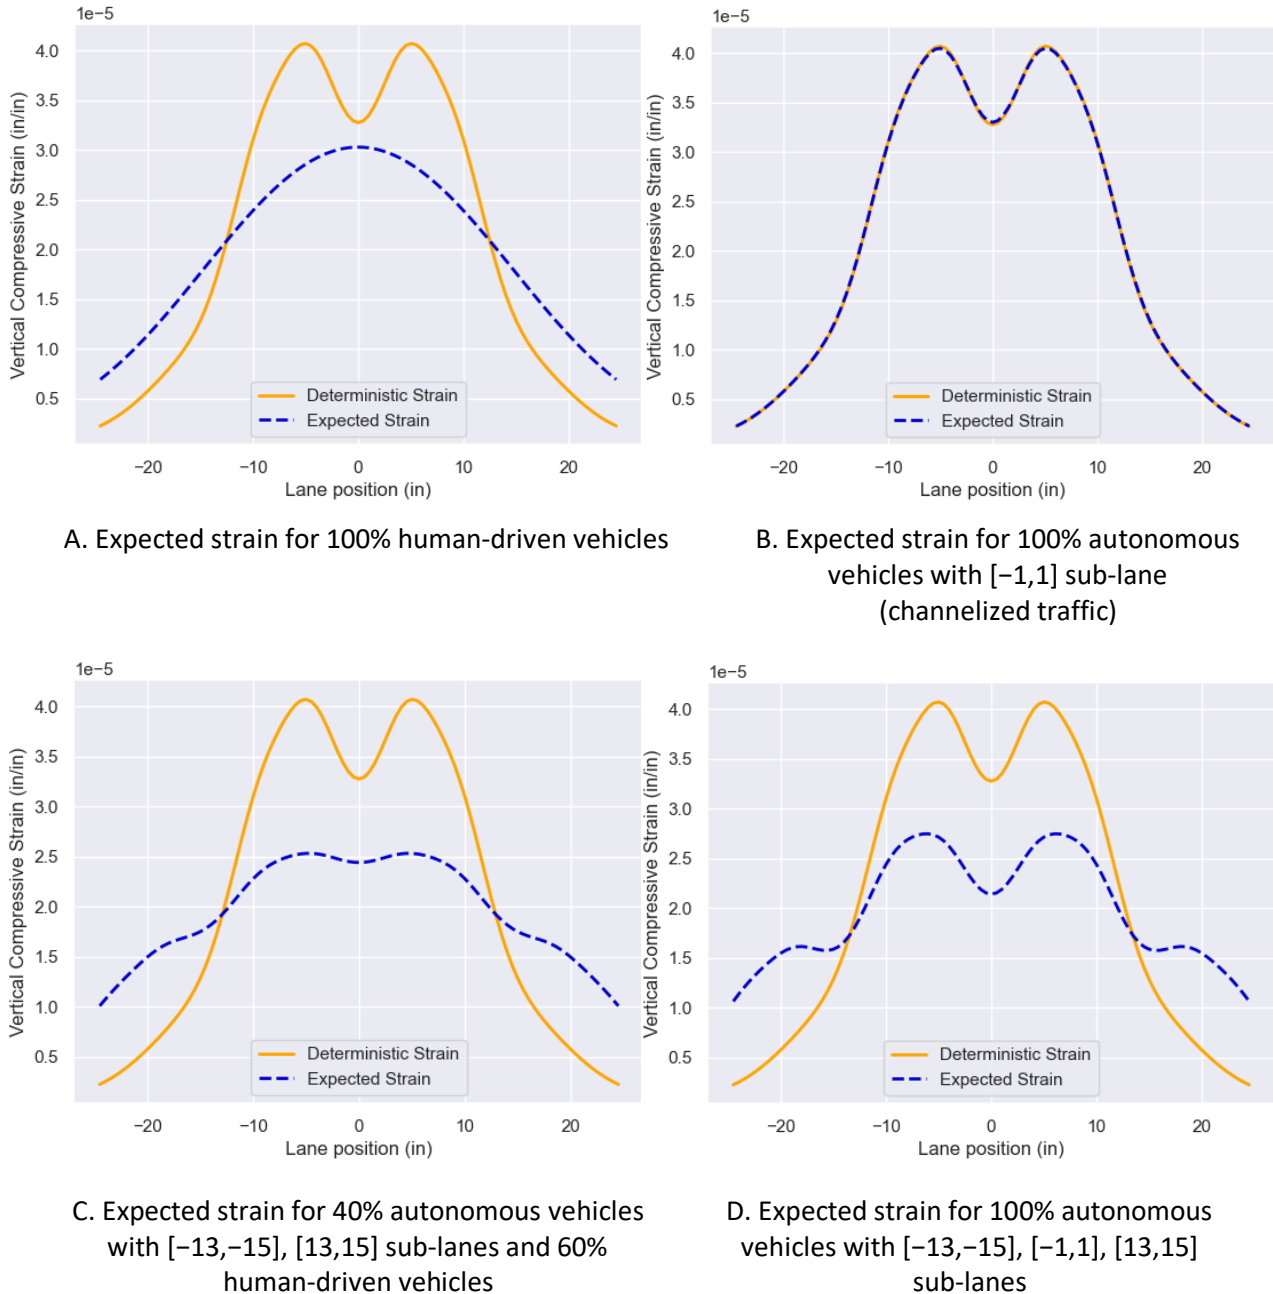 1e−5
Vertical Compressive Strain (in/in)
4.0
3.5
3.0
2.5
2.0
1.5
1.0
0.5
Deterministic Strain
Expected Strain
−20
−10
0
10
20
Lane position (in)
A. Expected strain for 100% human-driven vehicles
1e−5
Vertical Compressive Strain (in/in)
4.0
3.5
3.0
2.5
2.0
1.5
1.0
0.5
Deterministic Strain
Expected Strain
−20
−10
0
10
20
Lane position (in)
B. Expected strain for 100% autonomous
vehicles with [−1,1] sub-lane
(channelized traffic)
1e−5
Vertical Compressive Strain (in/in)
4.0
3.5
3.0
2.5
2.0
1.5
1.0
0.5
Deterministic Strain
Expected Strain
−20
−10
0
10
20
Lane position (in)
C. Expected strain for 40% autonomous vehicles
with [−13,−15], [13,15] sub-lanes and 60%
human-driven vehicles
1e−5
Vertical Compressive Strain (in/in)
4.0
3.5
3.0
2.5
2.0
1.5
1.0
0.5
Deterministic Strain
Expected Strain
−20
−10
0
10
20
Lane position (in)
D. Expected strain for 100% autonomous
vehicles with [−13,−15], [−1,1], [13,15]
sub-lanes